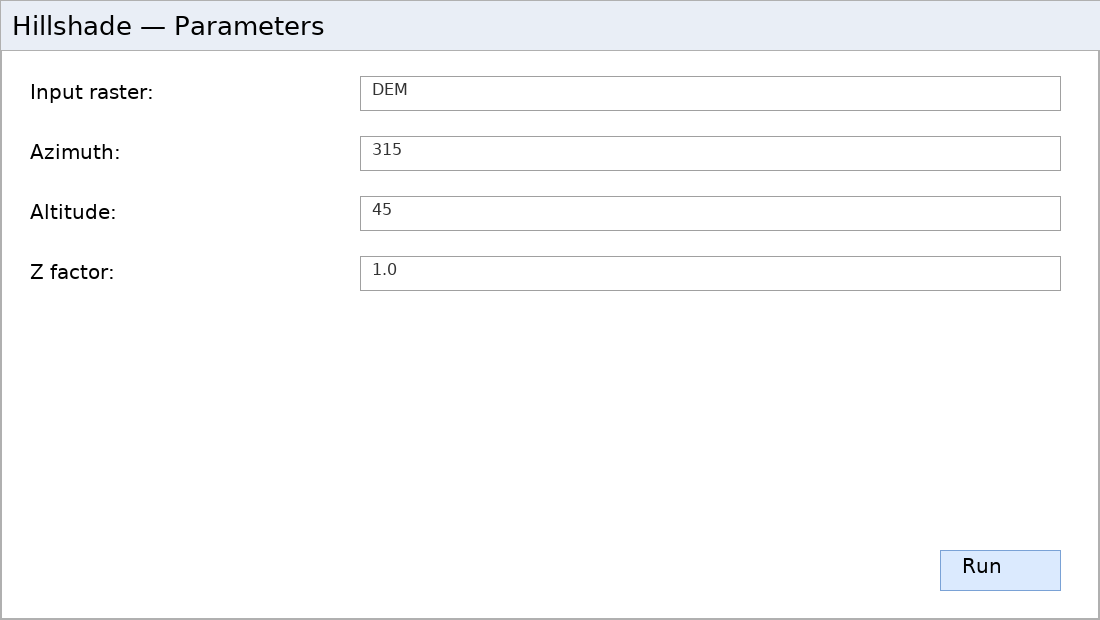 Hillshade — Parameters
Input raster: DEM
Azimuth: 315
Altitude: 45
Z factor: 1.0
Run